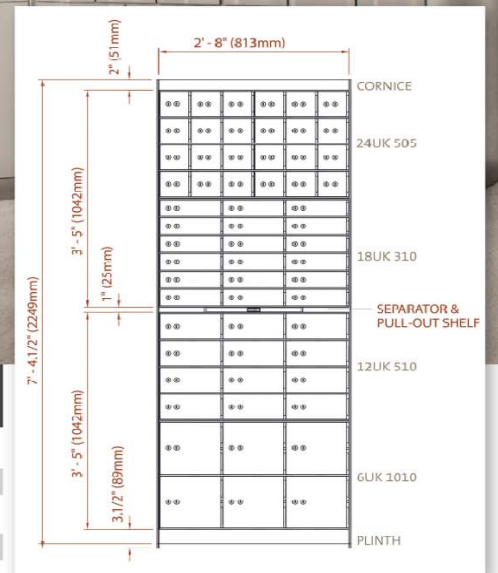 2' - 8" (813mm)
2" (51mm)
CORNICE
24UK 505
3' - 5" (1042mm)
18UK 310
1" (25mm)
7' - 4.1/2" (2249mm)
SEPARATOR &
PULL-OUT SHELF
12UK 510
3' - 5" (1042mm)
6UK 1010
3.1/2" (89mm)
PLINTH